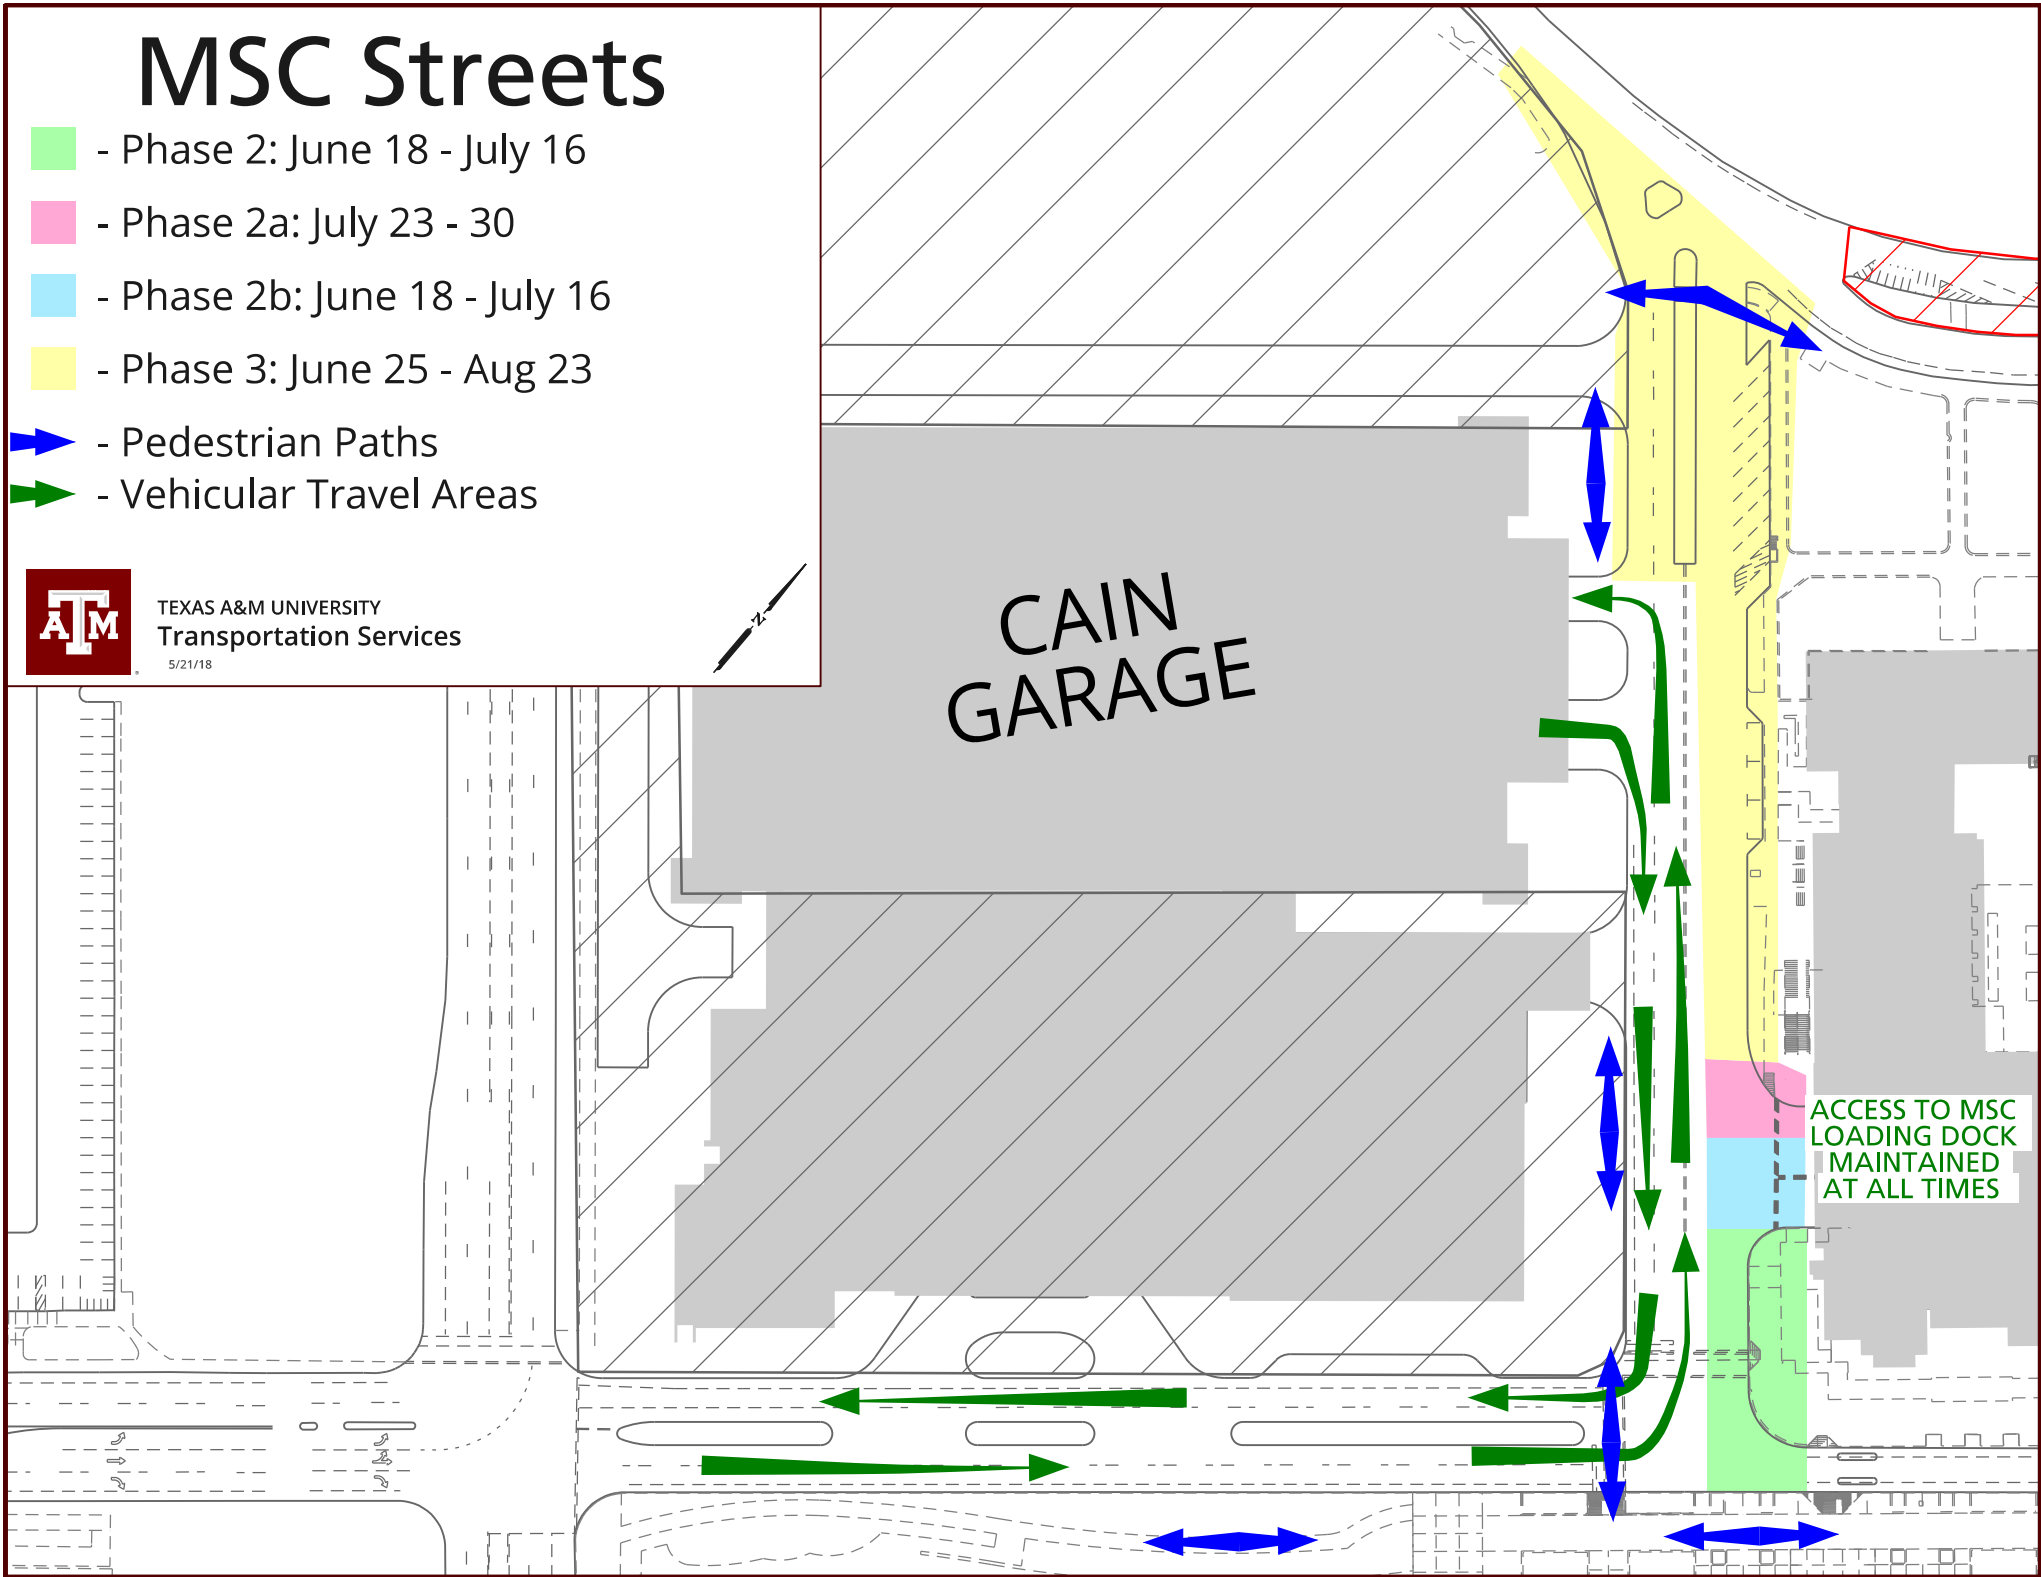 MSC Streets
- Phase 2: June 18 - July 16
- Phase 2a: July 23 - 30
- Phase 2b: June 18 - July 16
- Phase 3: June 25 - Aug 23
- Pedestrian Paths
- Vehicular Travel Areas
ATM
TEXAS A&M UNIVERSITY
Transportation Services
5/21/18
N
CAIN
GARAGE
ACCESS TO MSC
LOADING DOCK
MAINTAINED
AT ALL TIMES